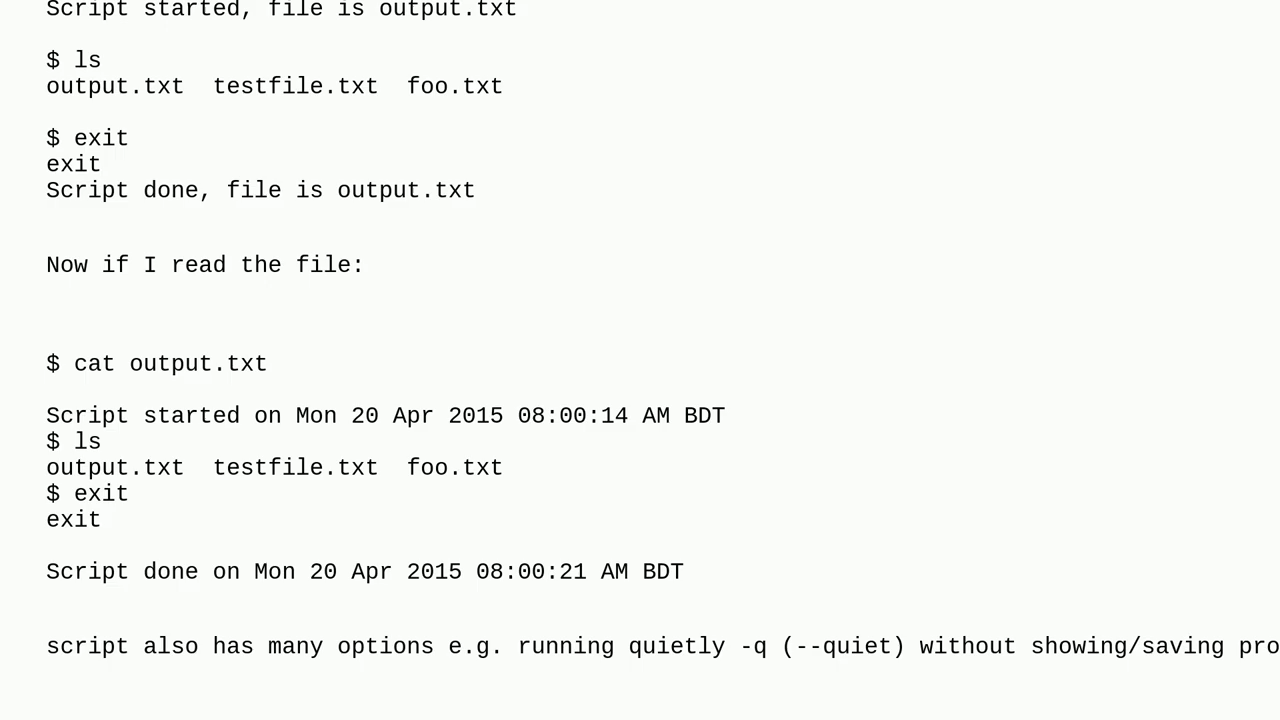 Script started, file is output.txt
$ ls
output.txt  testfile.txt  foo.txt
$ exit
exit
Script done, file is output.txt
Now if I read the file:
$ cat output.txt
Script started on Mon 20 Apr 2015 08:00:14 AM BDT
$ ls
output.txt  testfile.txt  foo.txt
$ exit
exit
Script done on Mon 20 Apr 2015 08:00:21 AM BDT
script also has many options e.g. running quietly -q (--quiet) without showing/saving